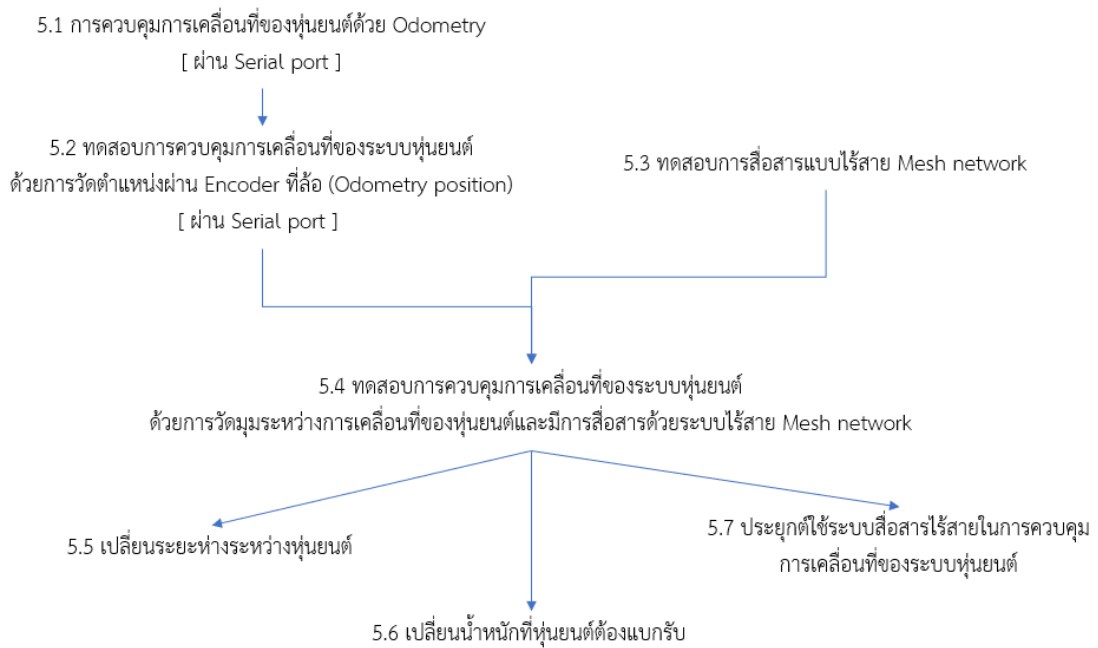 5.1 การควบคุมการเคลื่อนที่ของหุ่นยนต์ด้วย Odometry
[ ผ่าน Serial port ]
5.2 ทดสอบการควบคุมการเคลื่อนที่ของระบบหุ่นยนต์
ด้วยการวัดตำแหน่งผ่าน Encoder ที่ล้อ (Odometry position)
[ ผ่าน Serial port ]
5.3 ทดสอบการสื่อสารแบบไร้สาย Mesh network
5.4 ทดสอบการควบคุมการเคลื่อนที่ของระบบหุ่นยนต์
ด้วยการวัดมุมระหว่างการเคลื่อนที่ของหุ่นยนต์และมีการสื่อสารด้วยระบบไร้สาย Mesh network
5.5 เปลี่ยนระยะห่างระหว่างหุ่นยนต์
5.7 ประยุกต์ใช้ระบบสื่อสารไร้สายในการควบคุม
การเคลื่อนที่ของระบบหุ่นยนต์
5.6 เปลี่ยนน้ำหนักที่หุ่นยนต์ต้องแบกรับ